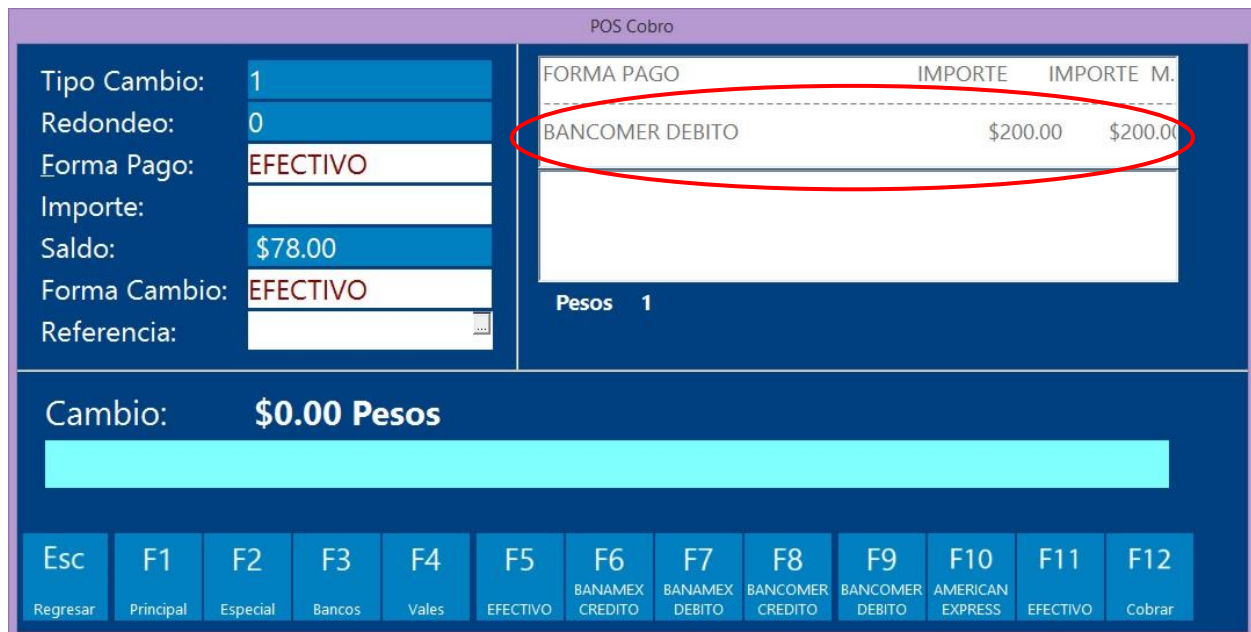 POS Cobro
Tipo Cambio: 1
Redondeo: 0
Forma Pago: EFECTIVO
Importe:
Saldo: $78.00
Forma Cambio: EFECTIVO
Referencia: ...
FORMA PAGO IMPORTE IMPORTE M.
BANCOMER DEBITO $200.00 $200.00
Pesos 1
Cambio: $0.00 Pesos
Esc F1 F2 F3 F4 F5 F6 F7 F8 F9 F10 F11 F12
BANAMEX BANAMEX BANCOMER BANCOMER AMERICAN
Regresar Principal Especial Bancos Vales EFECTIVO CREDITO DEBITO CREDITO DEBITO EXPRESS EFECTIVO Cobrar